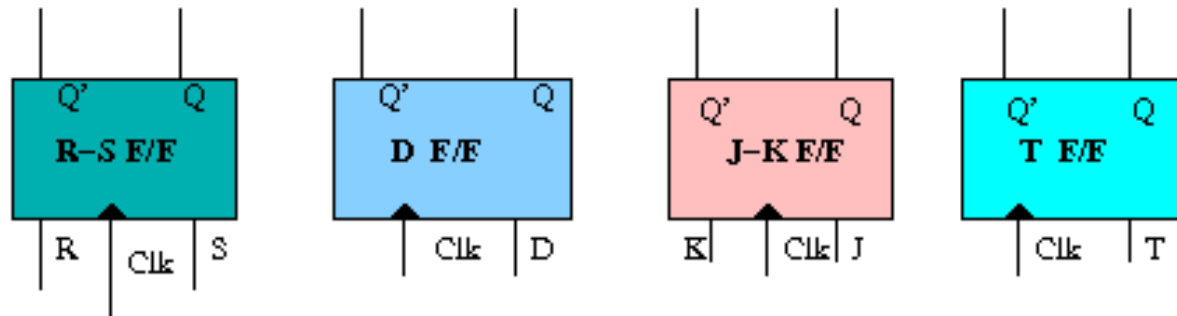 Q' Q
R-S F/F
R Clk S
Q' Q
D F/F
Clk D
Q' Q
J-K F/F
K Clk J
Q' Q
T F/F
Clk T